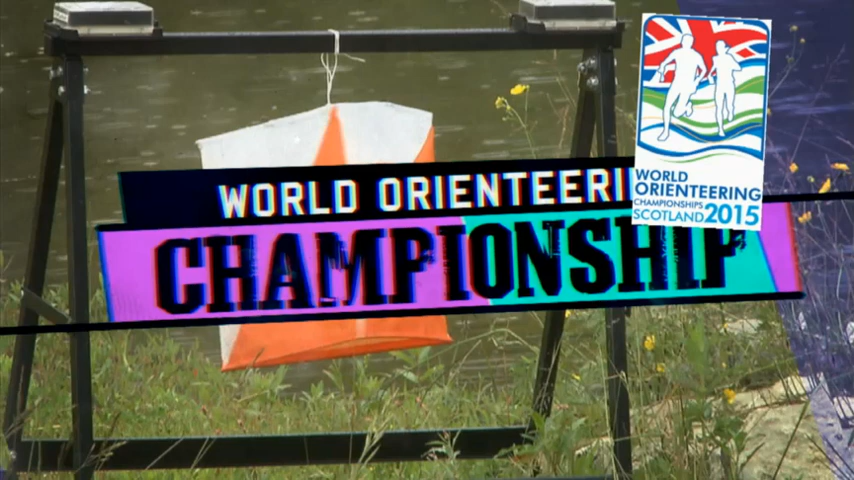 WORLD ORIENTEERI
CHAMPIONSHIP
WORLD
ORIENTEERING
CHAMPIONSHIPS
SCOTLAND 2015